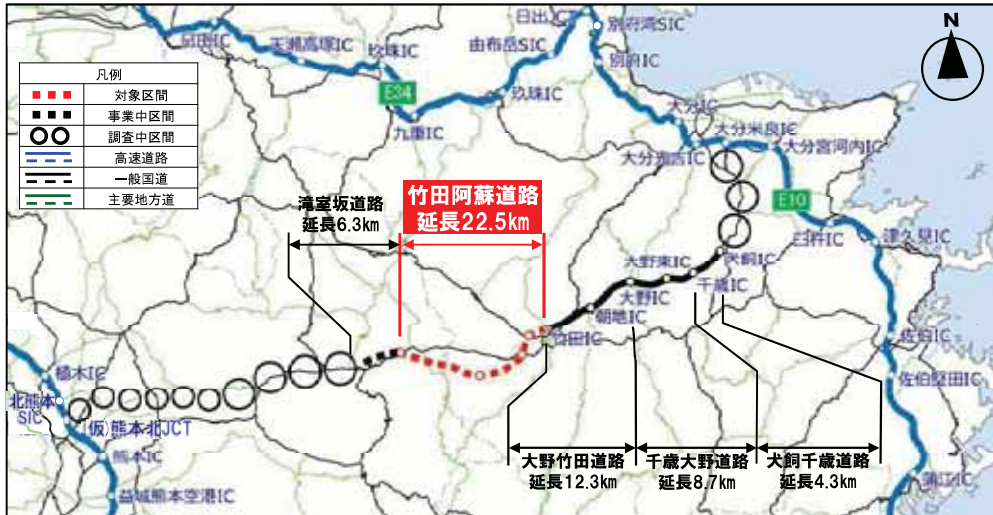 凡例
対象区間
事業中区間
調査中区間
高速道路
一般国道
主要地方道
日田IC
天瀬高塚IC
玖珠IC
E34
九重IC
玖珠IC
由布岳SIC
日出JCT
別府湾SIC
別府IC
大分IC
大分光吉IC
大分米良IC
大分宮河内IC
E10
臼杵IC
津久見IC
佐伯IC
佐伯堅田IC
蒲江IC
N
滝室坂道路
延長6.3km
竹田阿蘇道路
延長22.5km
犬飼IC
千歳IC
大野東IC
大野IC
朝地IC
竹田IC
植木IC
北熊本
SIC
(仮)熊本北JCT
熊本IC
益城熊本空港IC
大野竹田道路
延長12.3km
千歳大野道路
延長8.7km
犬飼千歳道路
延長4.3km